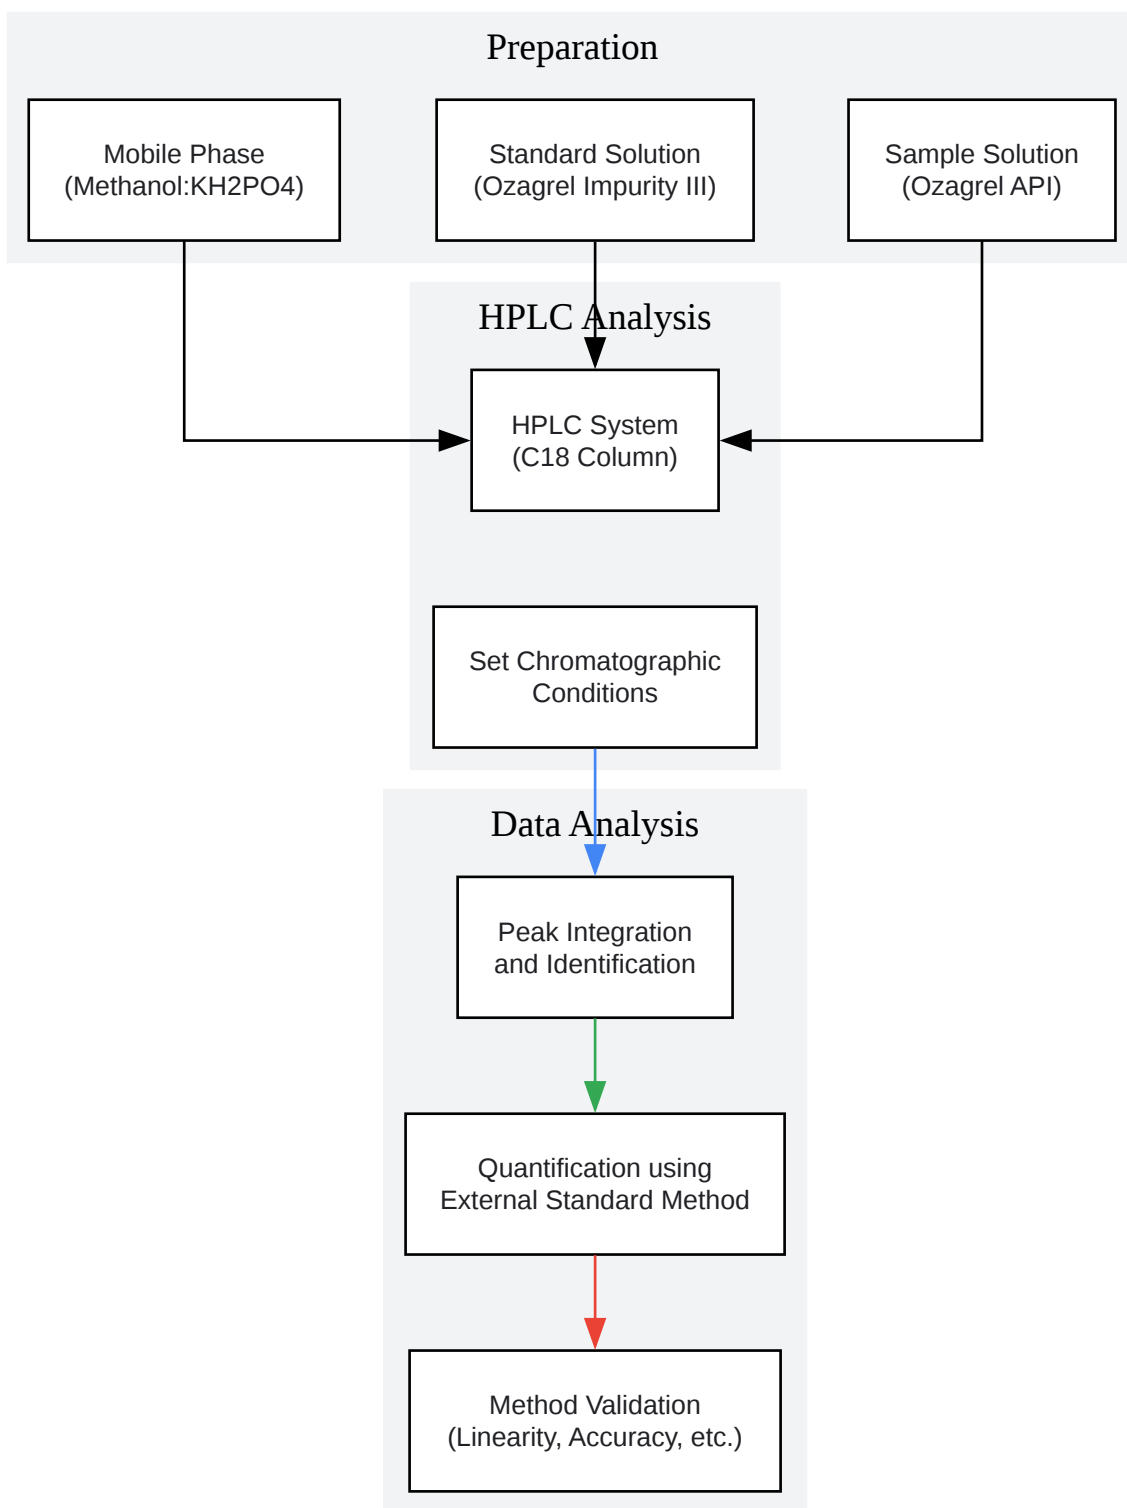 Preparation
Mobile Phase
(Methanol:KH2PO4)
Standard Solution
(Ozagrel Impurity III)
Sample Solution
(Ozagrel API)
HPLC Analysis
HPLC System
(C18 Column)
Set Chromatographic
Conditions
Data Analysis
Peak Integration
and Identification
Quantification using
External Standard Method
Method Validation
(Linearity, Accuracy, etc.)